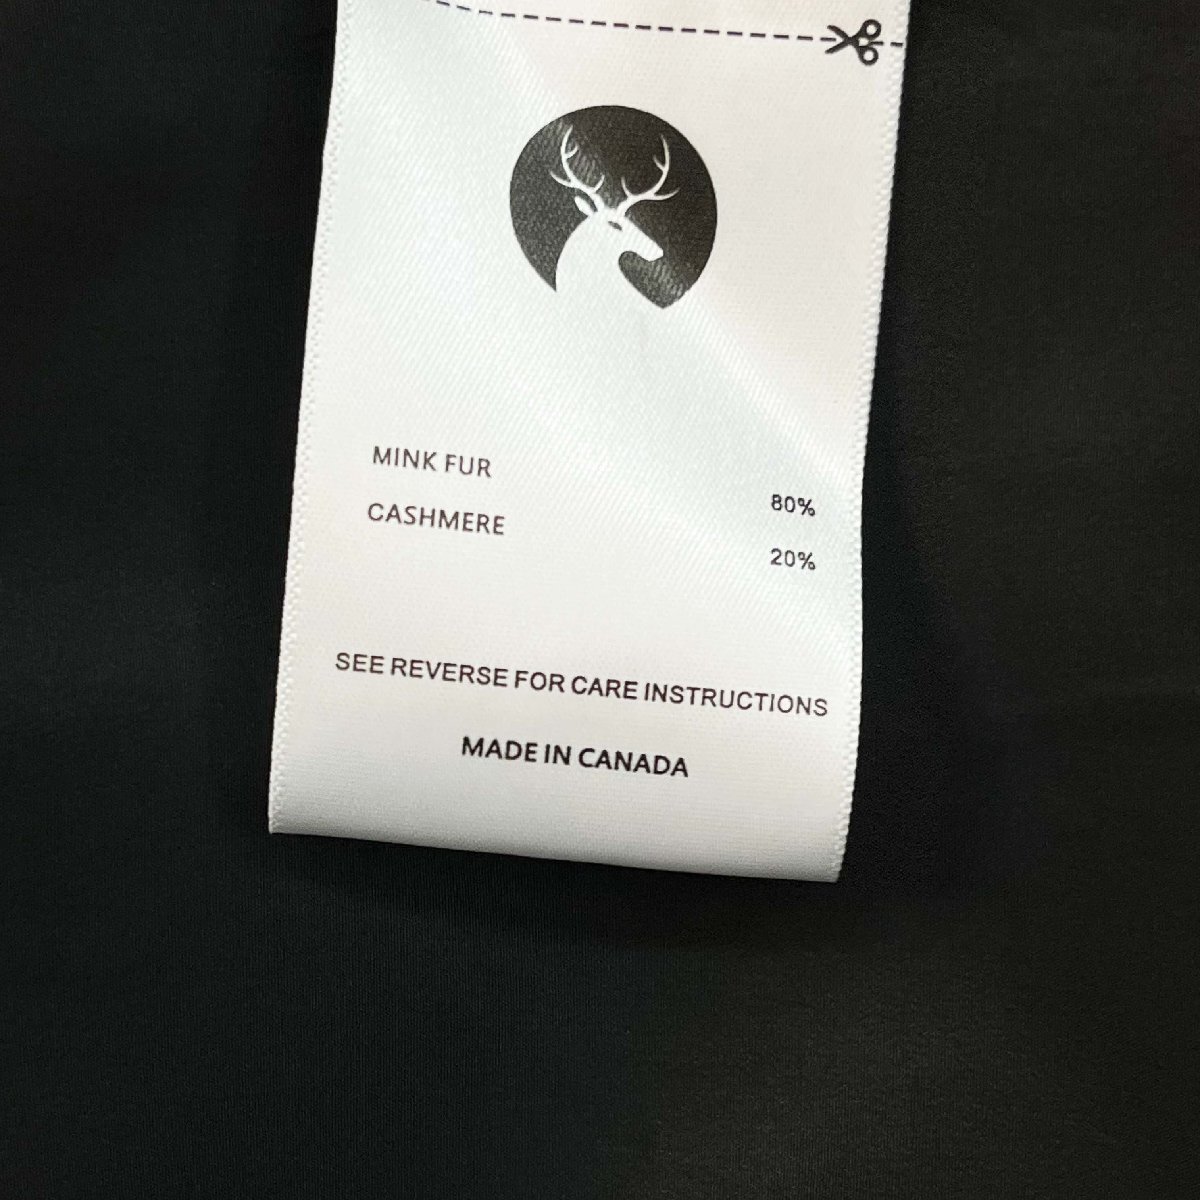 MINK FUR 80%
CASHMERE 20%
SEE REVERSE FOR CARE INSTRUCTIONS
MADE IN CANADA